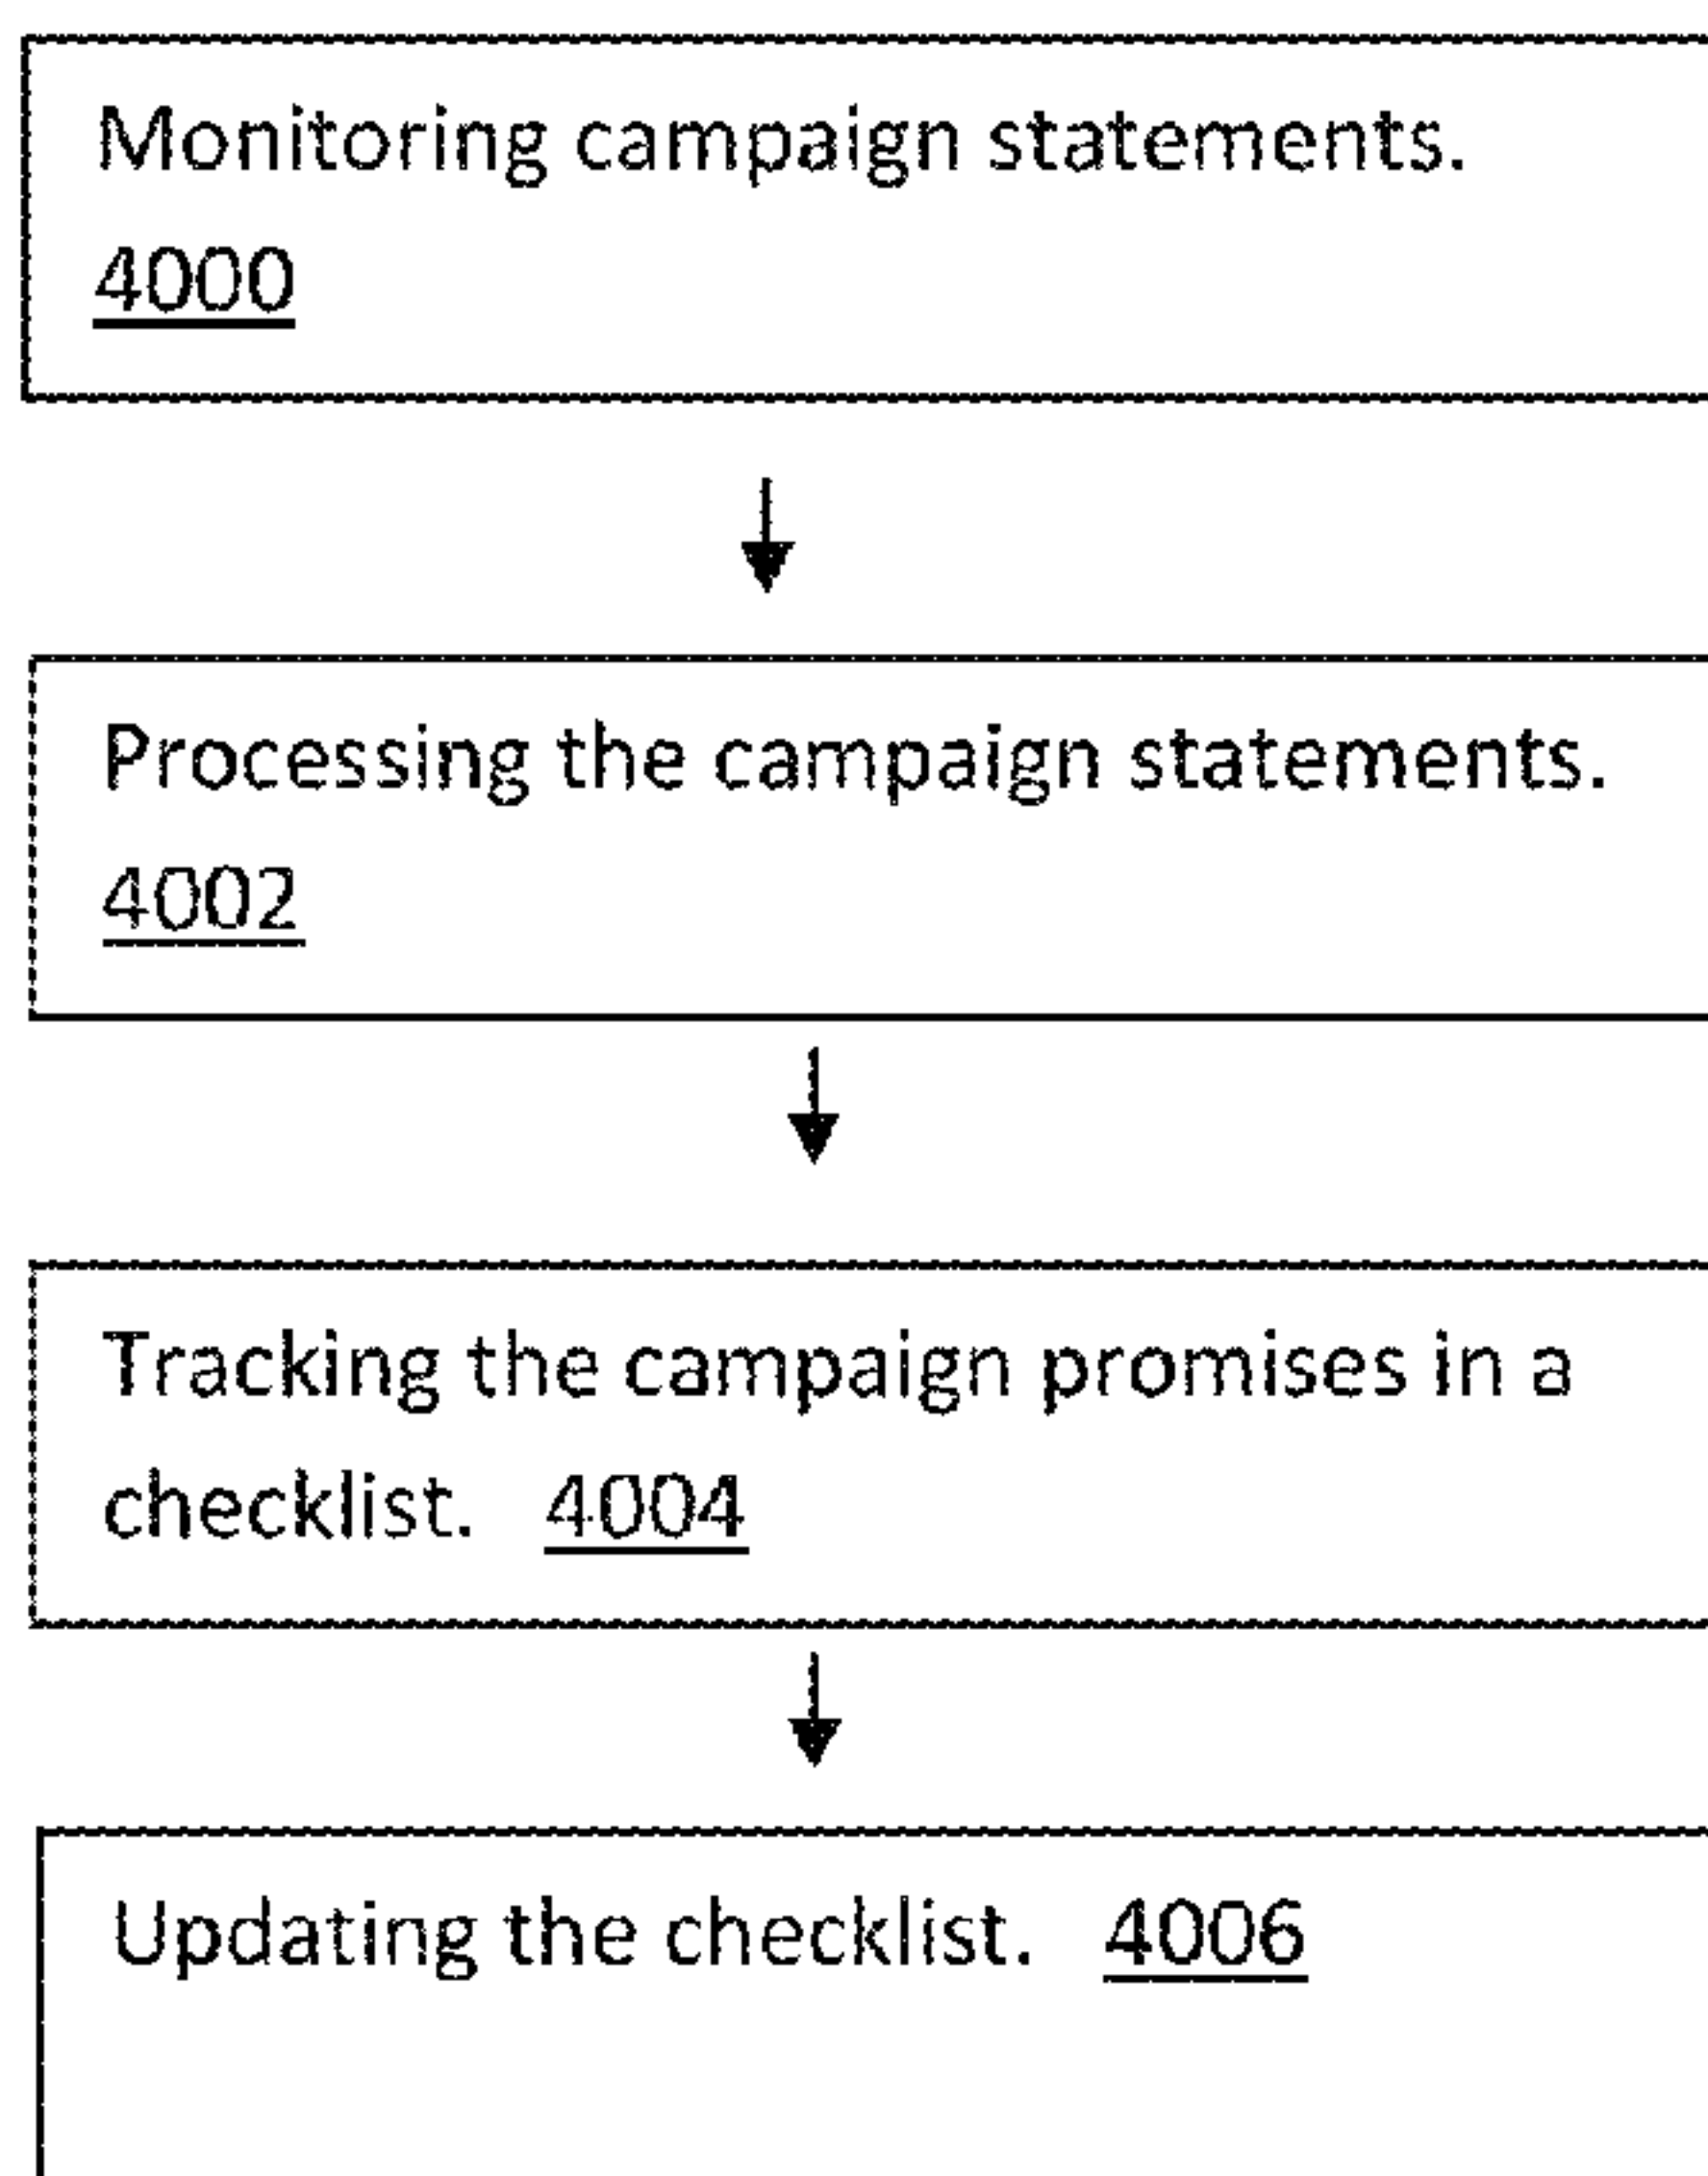 Monitoring campaign statements.
4000
Processing the campaign statements.
4002
Tracking the campaign promises in a
checklist. 4004
Updating the checklist. 4006